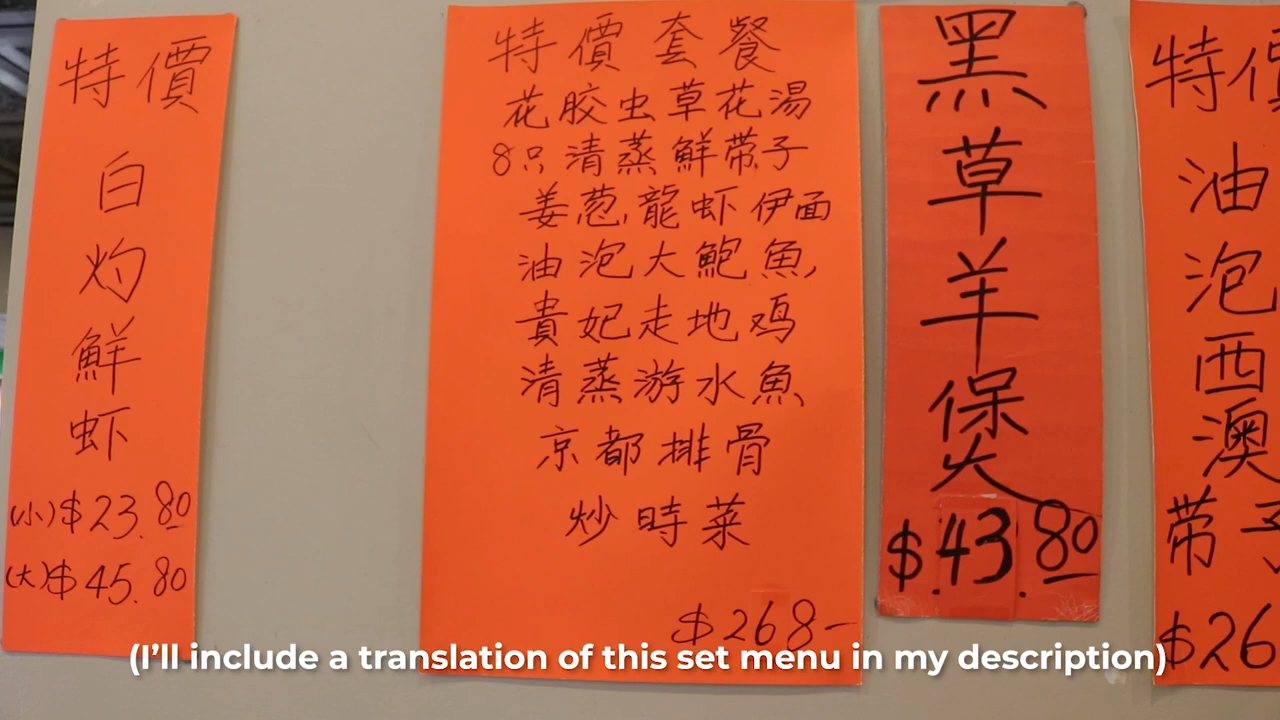 特價
白灼鮮虾
(小)$23.80
(大)$45.80
特價套餐
花胶虫草花湯
8只清蒸鮮带子
姜葱龍虾伊面
油泡大鮑魚
貴妃走地鸡
清蒸游水魚
京都排骨
炒時菜
$268-
黑草羊煲
$43.80
特價
油泡西澳带子
$26
(I’ll include a translation of this set menu in my description)